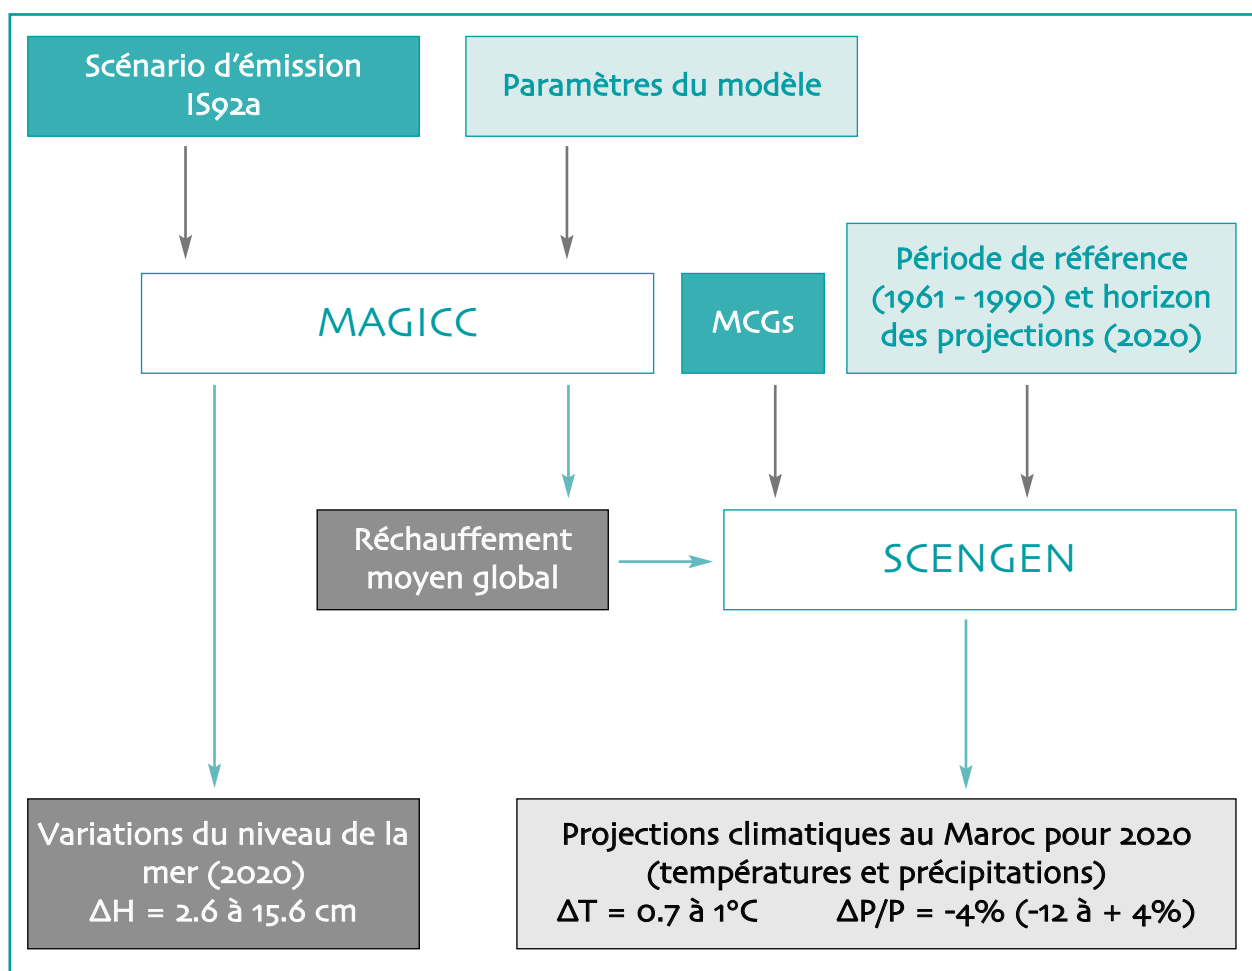 Scénario d'émission
IS92a
Paramètres du modèle
MAGICC
MCGs
Période de référence
(1961 - 1990) et horizon
des projections (2020)
Réchauffement
moyen global
SCENGEN
Variations du niveau de la
mer (2020)
ΔH = 2.6 à 15.6 cm
Projections climatiques au Maroc pour 2020
(températures et précipitations)
ΔT = 0.7 à 1°C ΔP/P = -4% (-12 à + 4%)